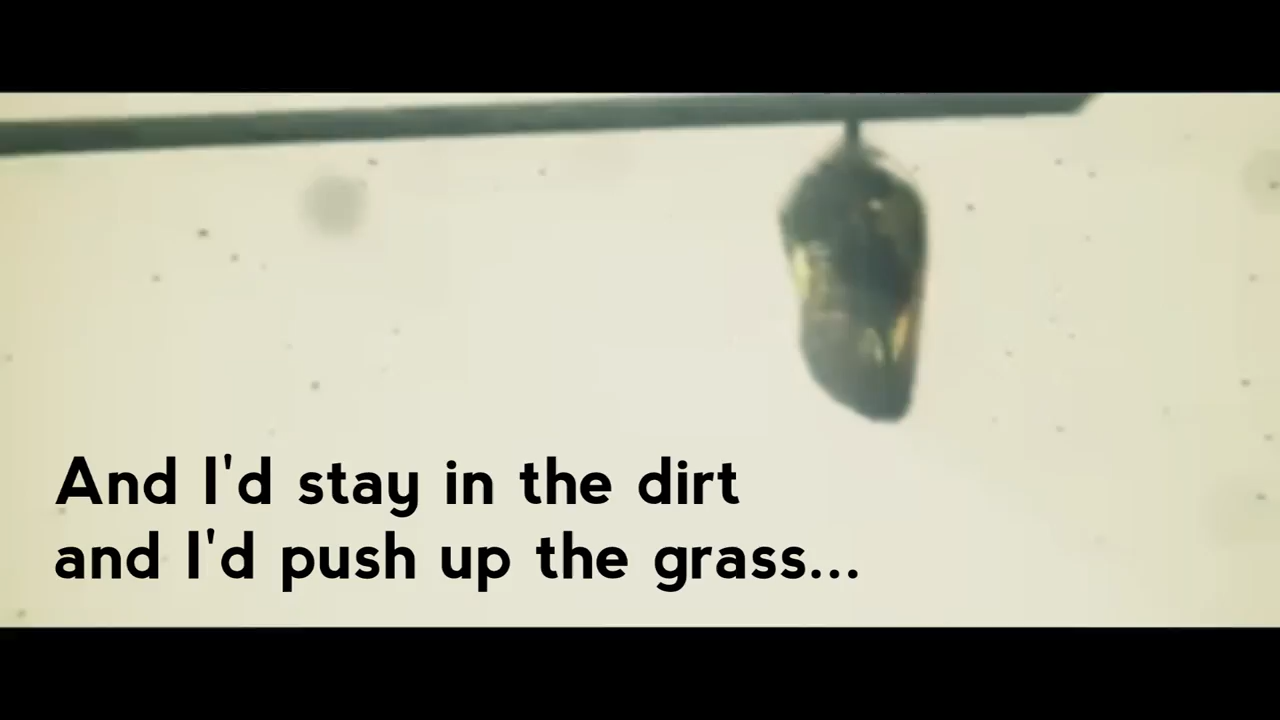 And I'd stay in the dirt
and I'd push up the grass...